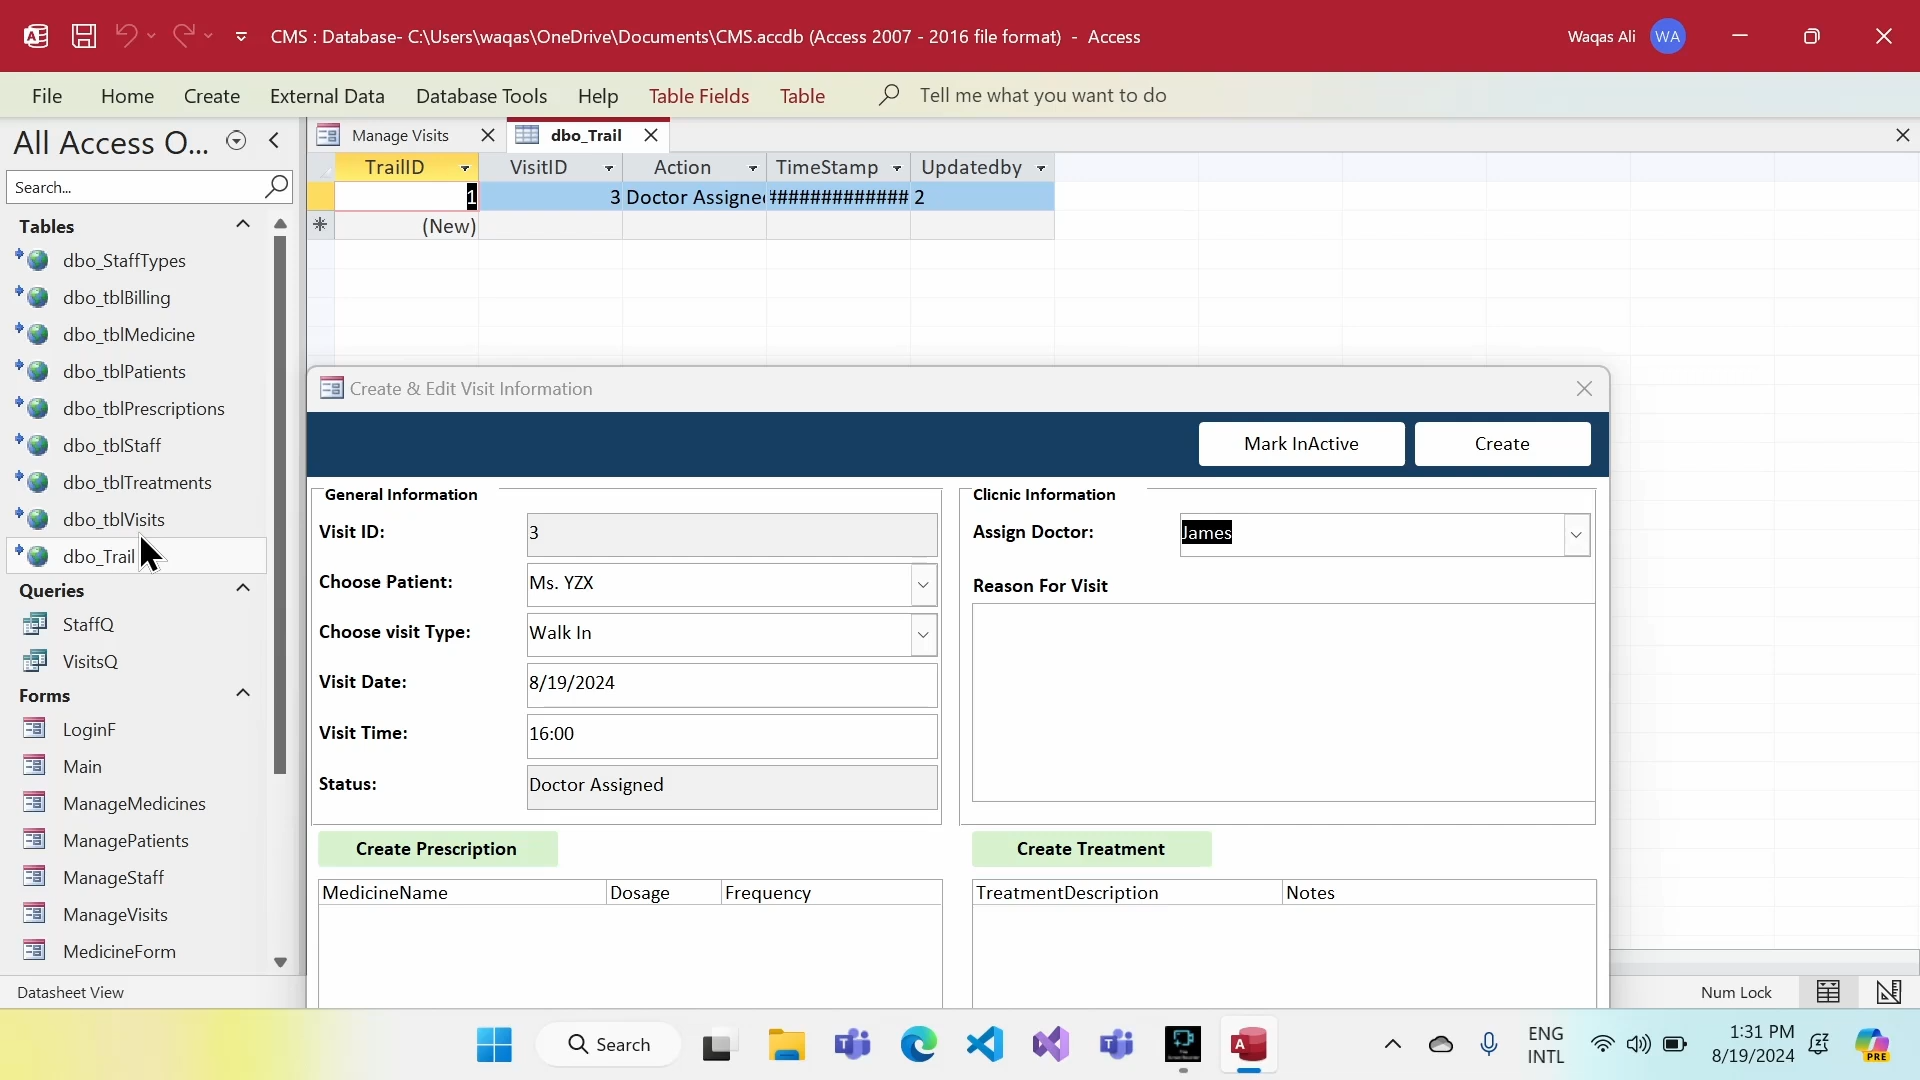 CMS : Database- C:\Users\waqas\OneDrive\Documents\CMS.accdb (Access 2007 - 2016 file format) - Access
Waqas Ali WA
File Home Create External Data Database Tools Help Table Fields Table Tell me what you want to do
All Access O...
Search...
Tables
dbo_StaffTypes
dbo_tblBilling
dbo_tblMedicine
dbo_tblPatients
dbo_tblPrescriptions
dbo_tblStaff
dbo_tblTreatments
dbo_tblVisits
dbo_Trail
Queries
StaffQ
VisitsQ
Forms
LoginF
Main
ManageMedicines
ManagePatients
ManageStaff
ManageVisits
MedicineForm
Manage Visits dbo_Trail
TrailID VisitID Action TimeStamp Updatedby
1 3 Doctor Assigned ############# 2
(New)
Create & Edit Visit Information
Mark InActive Create
General Information
Visit ID: 3
Choose Patient: Ms. YZX
Choose visit Type: Walk In
Visit Date: 8/19/2024
Visit Time: 16:00
Status: Doctor Assigned
Clicnic Information
Assign Doctor: James
Reason For Visit
Create Prescription
MedicineName Dosage Frequency
Create Treatment
TreatmentDescription Notes
Datasheet View
Num Lock
Search
ENG
INTL
1:31 PM
8/19/2024
PRE